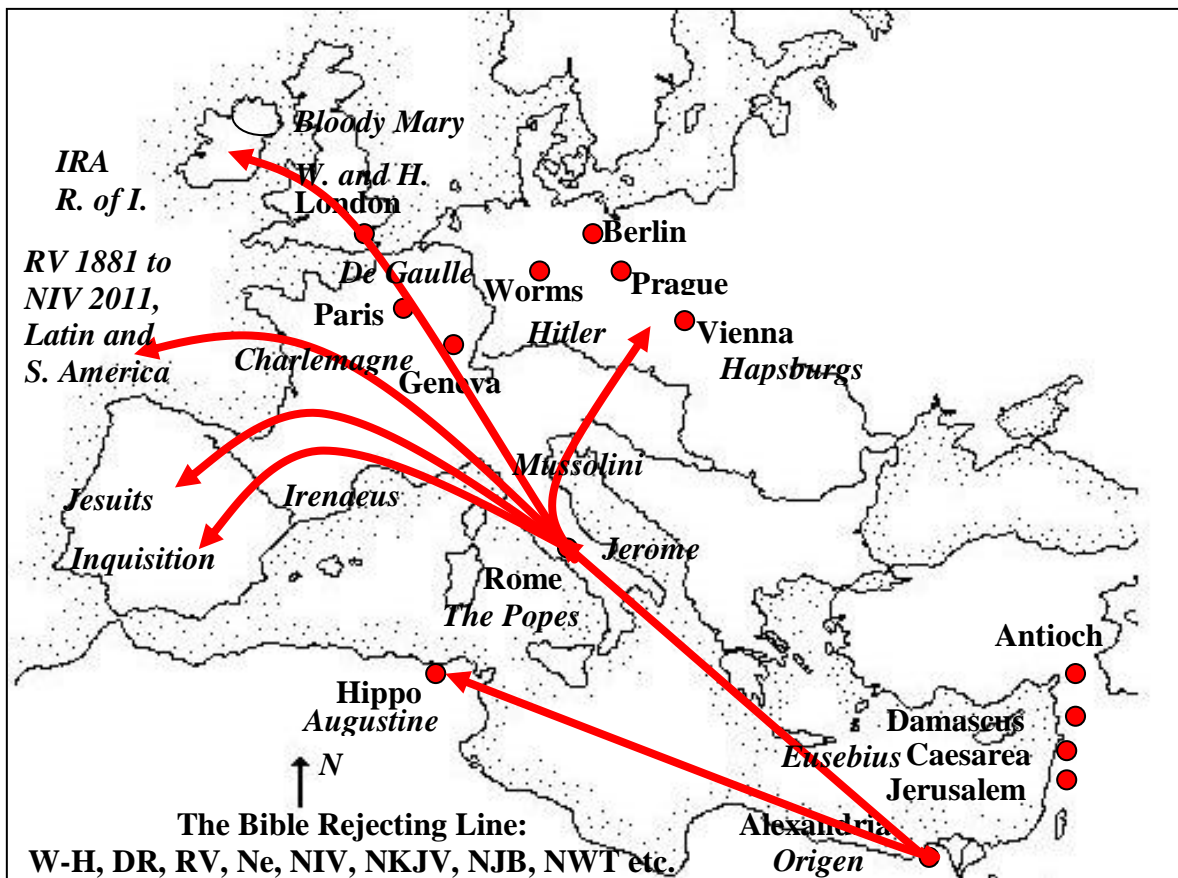 Bloody Mary
IRA
R. of I.
W. and H.
London
RV 1881 to
NIV 2011,
Latin and
S. America
De Gaulle
Paris
Charlemagne
Geneva
Berlin
Worms
Prague
Hitler
Vienna
Hapsburgs
Mussolini
Jesuits
Irenaeus
Inquisition
Jerome
Rome
The Popes
Antioch
Hippo
Augustine
Damascus
Eusebius Caesarea
Jerusalem
N
Alexandria
Origen
The Bible Rejecting Line:
W-H, DR, RV, Ne, NIV, NKJV, NJB, NWT etc.